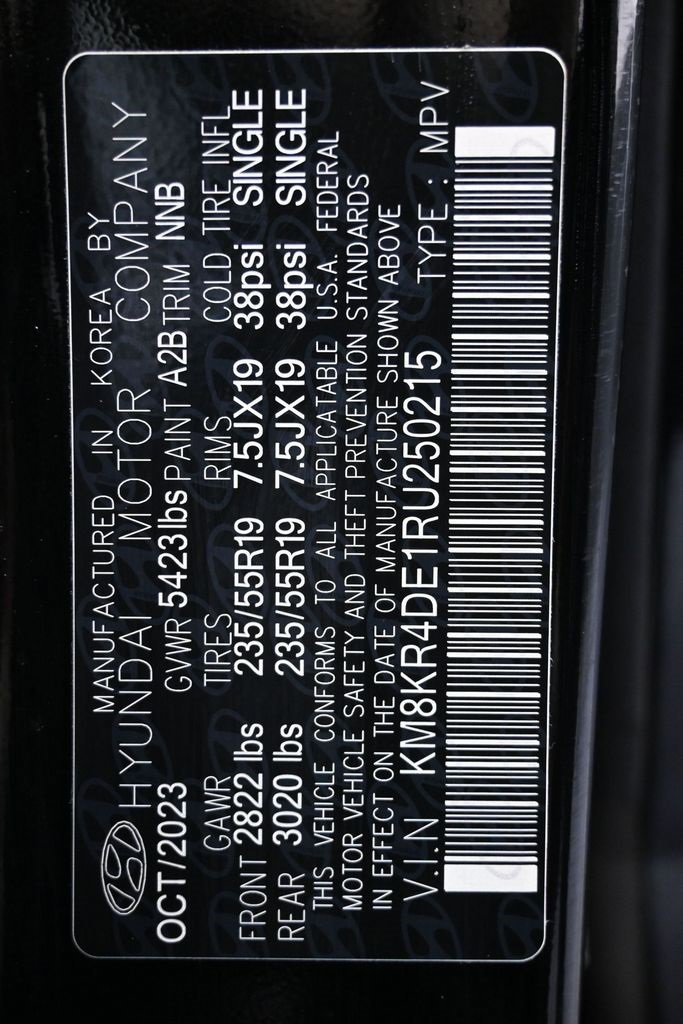 MANUFACTURED IN KOREA BY
HYUNDAI MOTOR COMPANY
OCT/2023 GVWR 5423lbs PAINT A2B TRIM NNB
GAWR TIRES RIMS COLD TIRE INFL
FRONT 2822 lbs 235/55R19 7.5JX19 38psi SINGLE
REAR 3020 lbs 235/55R19 7.5JX19 38psi SINGLE
THIS VEHICLE CONFORMS TO ALL APPLICATABLE U.S.A. FEDERAL
MOTOR VEHICLE SAFETY AND THEFT PREVENTION STANDARDS
IN EFFECT ON THE DATE OF MANUFACTURE SHOWN ABOVE
V.I.N KM8KR4DE1RU250215 TYPE : MPV